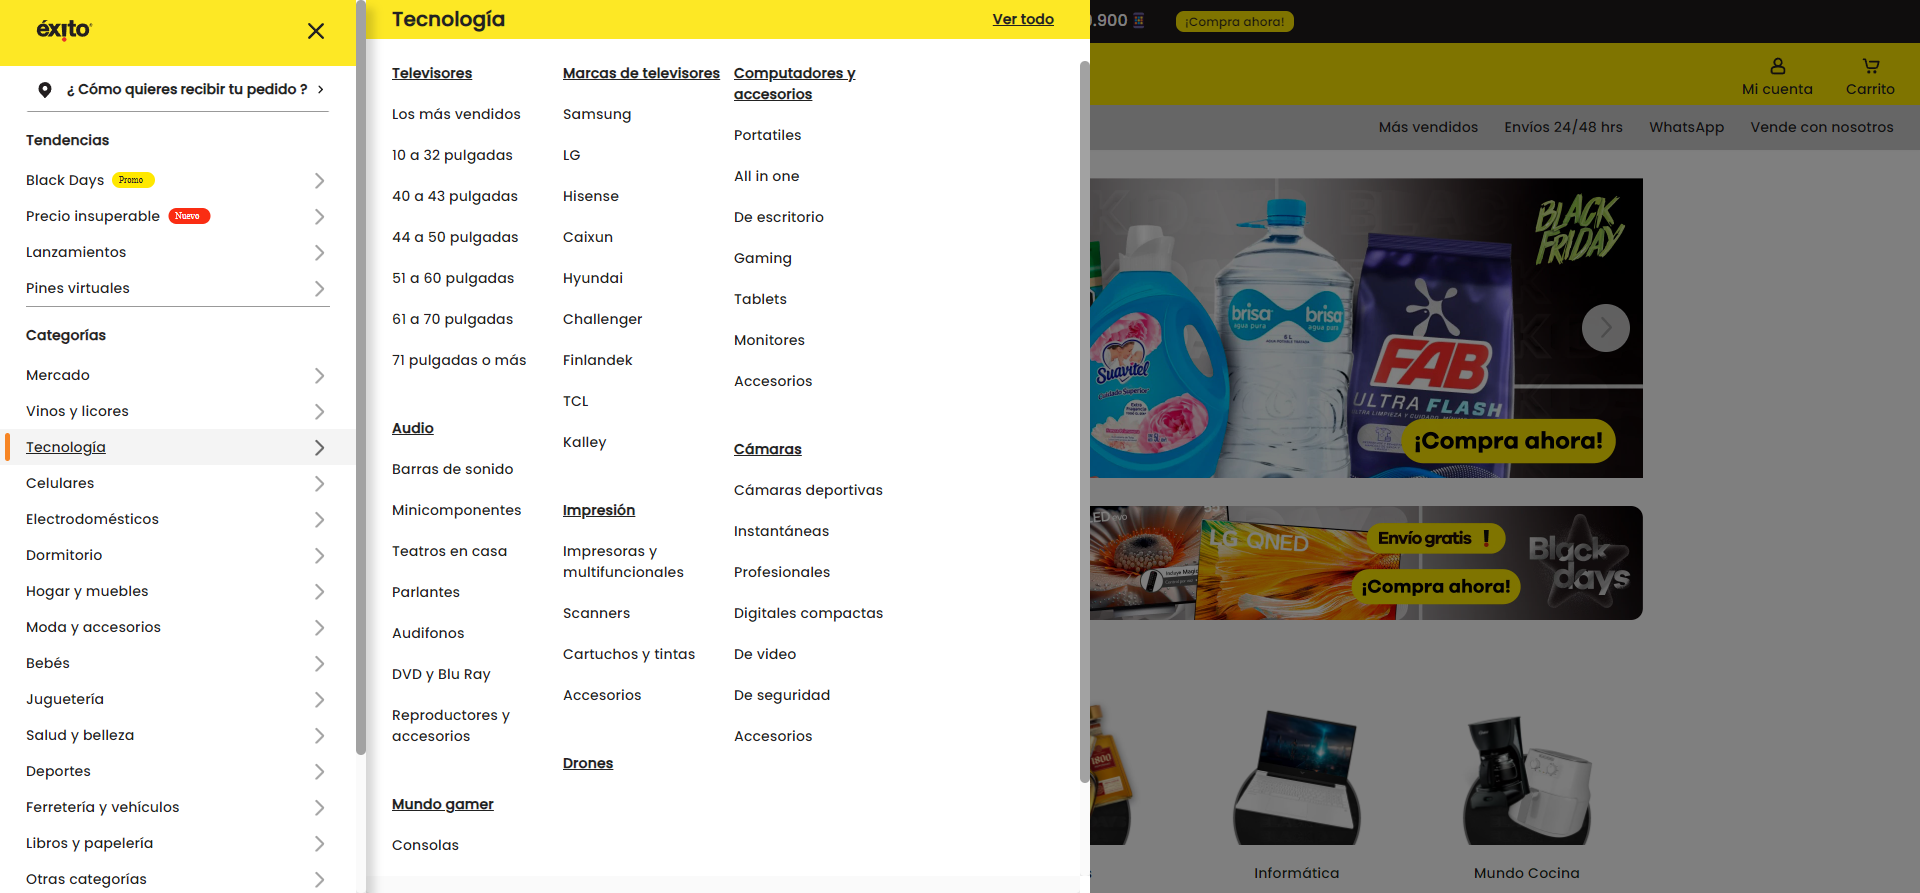 éxito
¿ Cómo quieres recibir tu pedido ?
Tendencias
Black Days Promo
Precio insuperable Nuevo
Lanzamientos
Pines virtuales
Categorías
Mercado
Vinos y licores
Tecnología
Celulares
Electrodomésticos
Dormitorio
Hogar y muebles
Moda y accesorios
Bebés
Juguetería
Salud y belleza
Deportes
Ferretería y vehículos
Libros y papelería
Otras categorías
Tecnología
Ver todo
Televisores
Los más vendidos
10 a 32 pulgadas
40 a 43 pulgadas
44 a 50 pulgadas
51 a 60 pulgadas
61 a 70 pulgadas
71 pulgadas o más
Audio
Barras de sonido
Minicomponentes
Teatros en casa
Parlantes
Audifonos
DVD y Blu Ray
Reproductores y
accesorios
Mundo gamer
Consolas
Marcas de televisores
Samsung
LG
Hisense
Caixun
Hyundai
Challenger
Finlandek
TCL
Kalley
Impresión
Impresoras y
multifuncionales
Scanners
Cartuchos y tintas
Accesorios
Drones
Computadores y
accesorios
Portatiles
All in one
De escritorio
Gaming
Tablets
Monitores
Accesorios
Cámaras
Cámaras deportivas
Instantáneas
Profesionales
Digitales compactas
De video
De seguridad
Accesorios
.900
¡Compra ahora!
Mi cuenta
Carrito
Más vendidos
Envíos 24/48 hrs
WhatsApp
Vende con nosotros
BLACK
FRIDAY
Suavitel
brisa
agua pura
brisa
agua pura
FAB
ULTRA FLASH
¡Compra ahora!
LG QNED
Envío gratis !
¡Compra ahora!
Black
days
Informática
Mundo Cocina